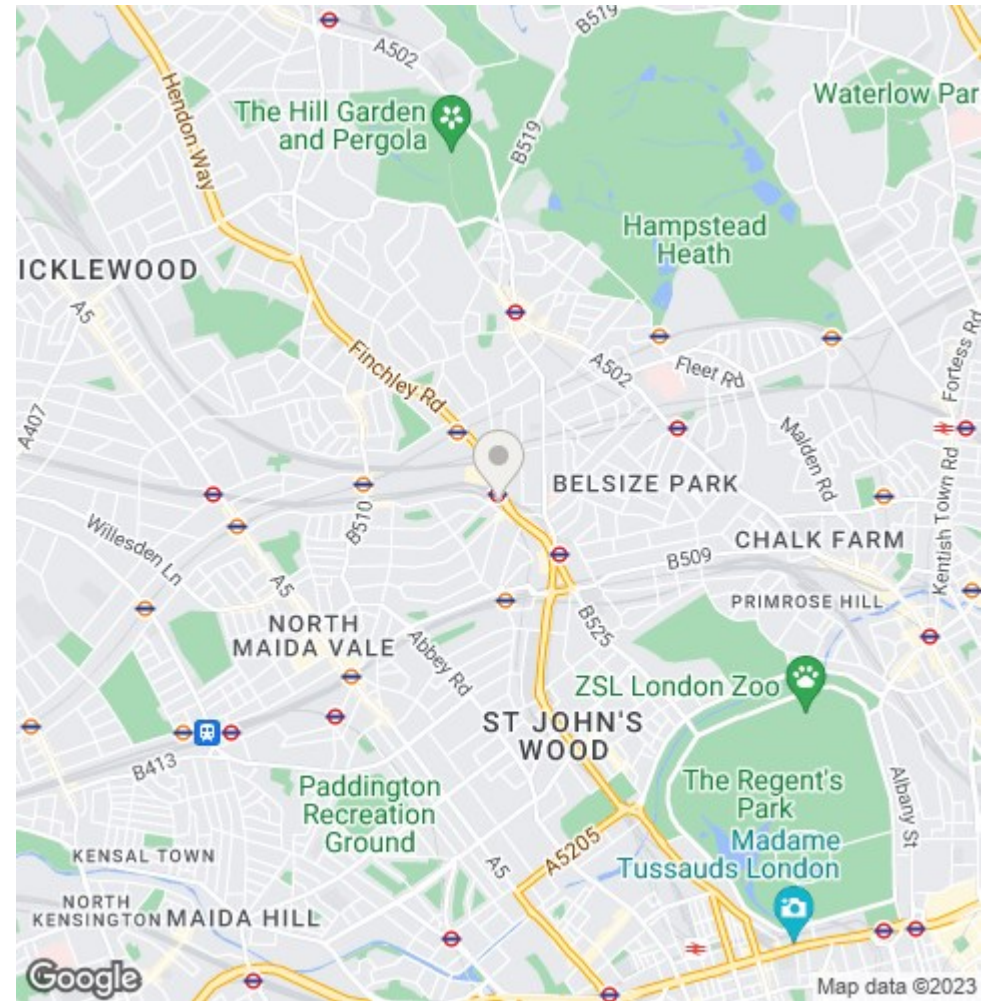 B519
A502
Hendon Way
The Hill Garden
and Pergola
B519
Waterlow Par
Hampstead
Heath
ICKLEWOOD
A5
Finchley Rd
A502
Fleet Rd
Fortess Rd
A407
Malden Rd
BELSIZE PARK
B510
Willesden Ln
CHALK FARM
Kentish Town Rd
B509
A5
PRIMROSE HILL
NORTH
MAIDA VALE
Abbey Rd
B525
ZSL London Zoo
ST JOHN'S
WOOD
B413
The Regent's
Park
Albany St
Paddington
Recreation
Ground
Madame
Tussauds London
A5205
A5
KENSAL TOWN
NORTH
KENSINGTON
MAIDA HILL
Google
Map data ©2023